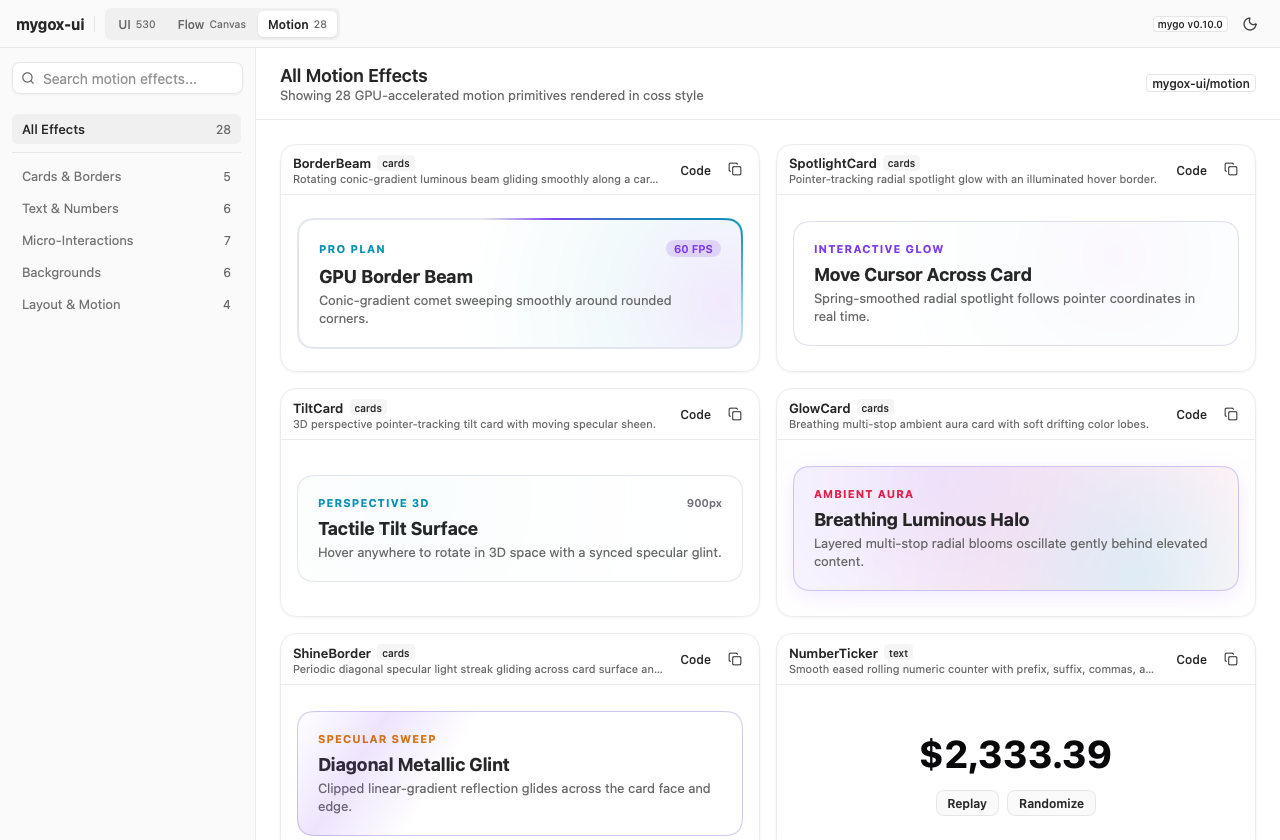 mygox-ui
UI 530
Flow Canvas
Motion 28
mygo v0.10.0
Search motion effects...
All Effects 28
Cards & Borders 5
Text & Numbers 6
Micro-Interactions 7
Backgrounds 6
Layout & Motion 4
All Motion Effects
Showing 28 GPU-accelerated motion primitives rendered in coss style
mygox-ui/motion
BorderBeam cards
Rotating conic-gradient luminous beam gliding smoothly along a car...
Code
PRO PLAN
60 FPS
GPU Border Beam
Conic-gradient comet sweeping smoothly around rounded
corners.
SpotlightCard cards
Pointer-tracking radial spotlight glow with an illuminated hover border.
Code
INTERACTIVE GLOW
Move Cursor Across Card
Spring-smoothed radial spotlight follows pointer coordinates in
real time.
TiltCard cards
3D perspective pointer-tracking tilt card with moving specular sheen.
Code
PERSPECTIVE 3D
900px
Tactile Tilt Surface
Hover anywhere to rotate in 3D space with a synced specular glint.
GlowCard cards
Breathing multi-stop ambient aura card with soft drifting color lobes.
Code
AMBIENT AURA
Breathing Luminous Halo
Layered multi-stop radial blooms oscillate gently behind elevated
content.
ShineBorder cards
Periodic diagonal specular light streak gliding across card surface an...
Code
SPECULAR SWEEP
Diagonal Metallic Glint
Clipped linear-gradient reflection glides across the card face and
edge.
NumberTicker text
Smooth eased rolling numeric counter with prefix, suffix, commas, a...
Code
$2,333.39
Replay
Randomize